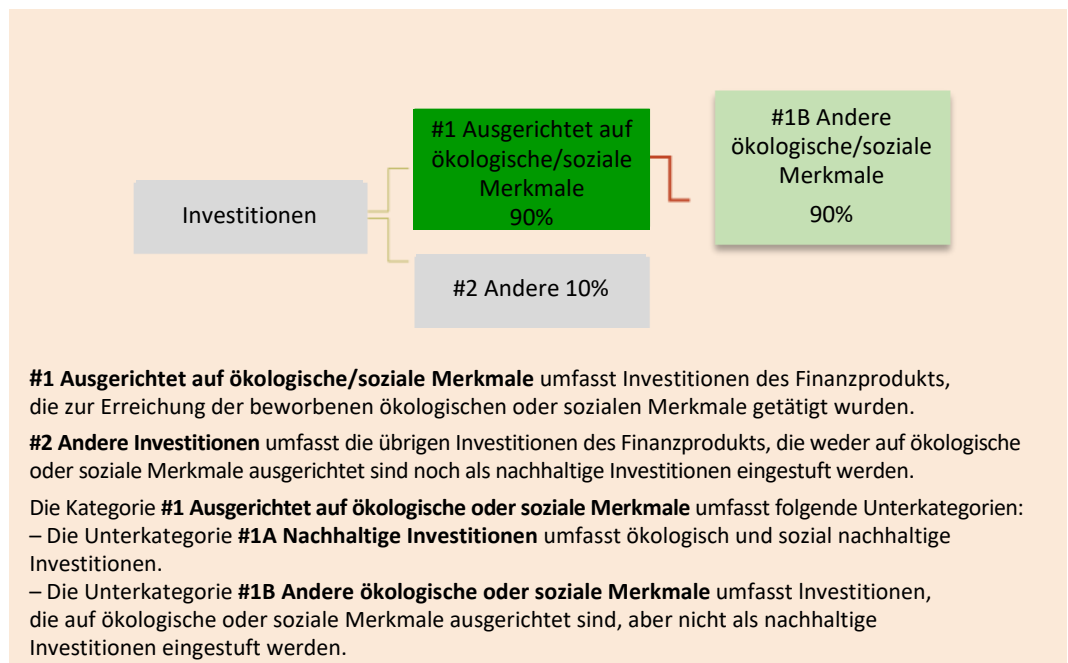 Investitionen
#1 Ausgerichtet auf
ökologische/soziale
Merkmale
90%
#2 Andere 10%
#1B Andere
ökologische/soziale
Merkmale
90%
#1 Ausgerichtet auf ökologische/soziale Merkmale umfasst Investitionen des Finanzprodukts,
die zur Erreichung der beworbenen ökologischen oder sozialen Merkmale getätigt wurden.
#2 Andere Investitionen umfasst die übrigen Investitionen des Finanzprodukts, die weder auf ökologische
oder soziale Merkmale ausgerichtet sind noch als nachhaltige Investitionen eingestuft werden.
Die Kategorie #1 Ausgerichtet auf ökologische oder soziale Merkmale umfasst folgende Unterkategorien:
– Die Unterkategorie #1A Nachhaltige Investitionen umfasst ökologisch und sozial nachhaltige
Investitionen.
– Die Unterkategorie #1B Andere ökologische oder soziale Merkmale umfasst Investitionen,
die auf ökologische oder soziale Merkmale ausgerichtet sind, aber nicht als nachhaltige
Investitionen eingestuft werden.